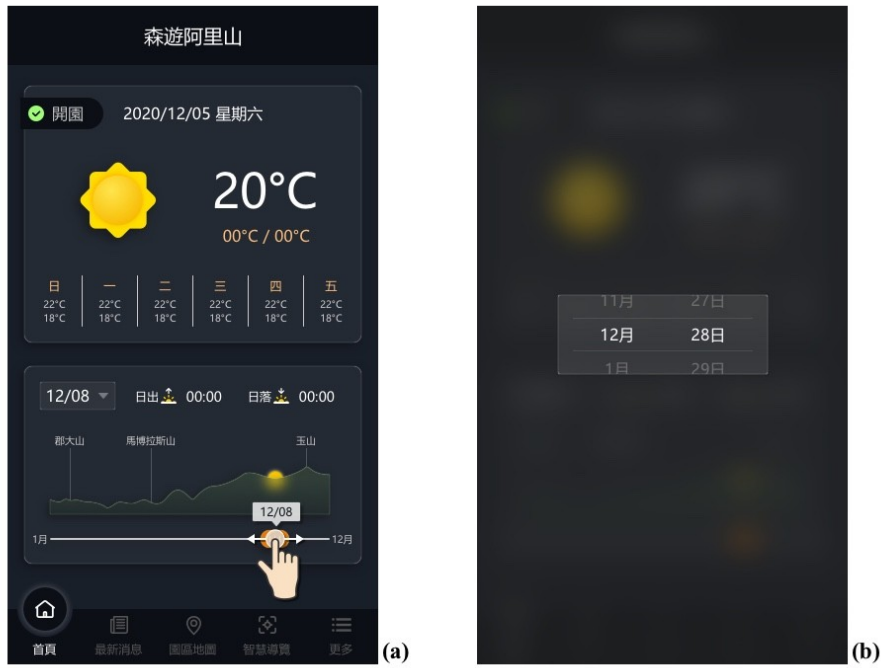 森遊阿里山
開園 2020/12/05 星期六
20°C
00°C / 00°C
日 一 二 三 四 五
22°C 22°C 22°C 22°C 22°C 22°C
18°C 18°C 18°C 18°C 18°C 18°C
12/08 日出 00:00 日落 00:00
郡大山 馬博拉斯山 玉山
12/08
1月 12月
首頁 最新消息 園區地圖 智慧導覽 更多
(a)
11月 27日
12月 28日
1月 29日
(b)